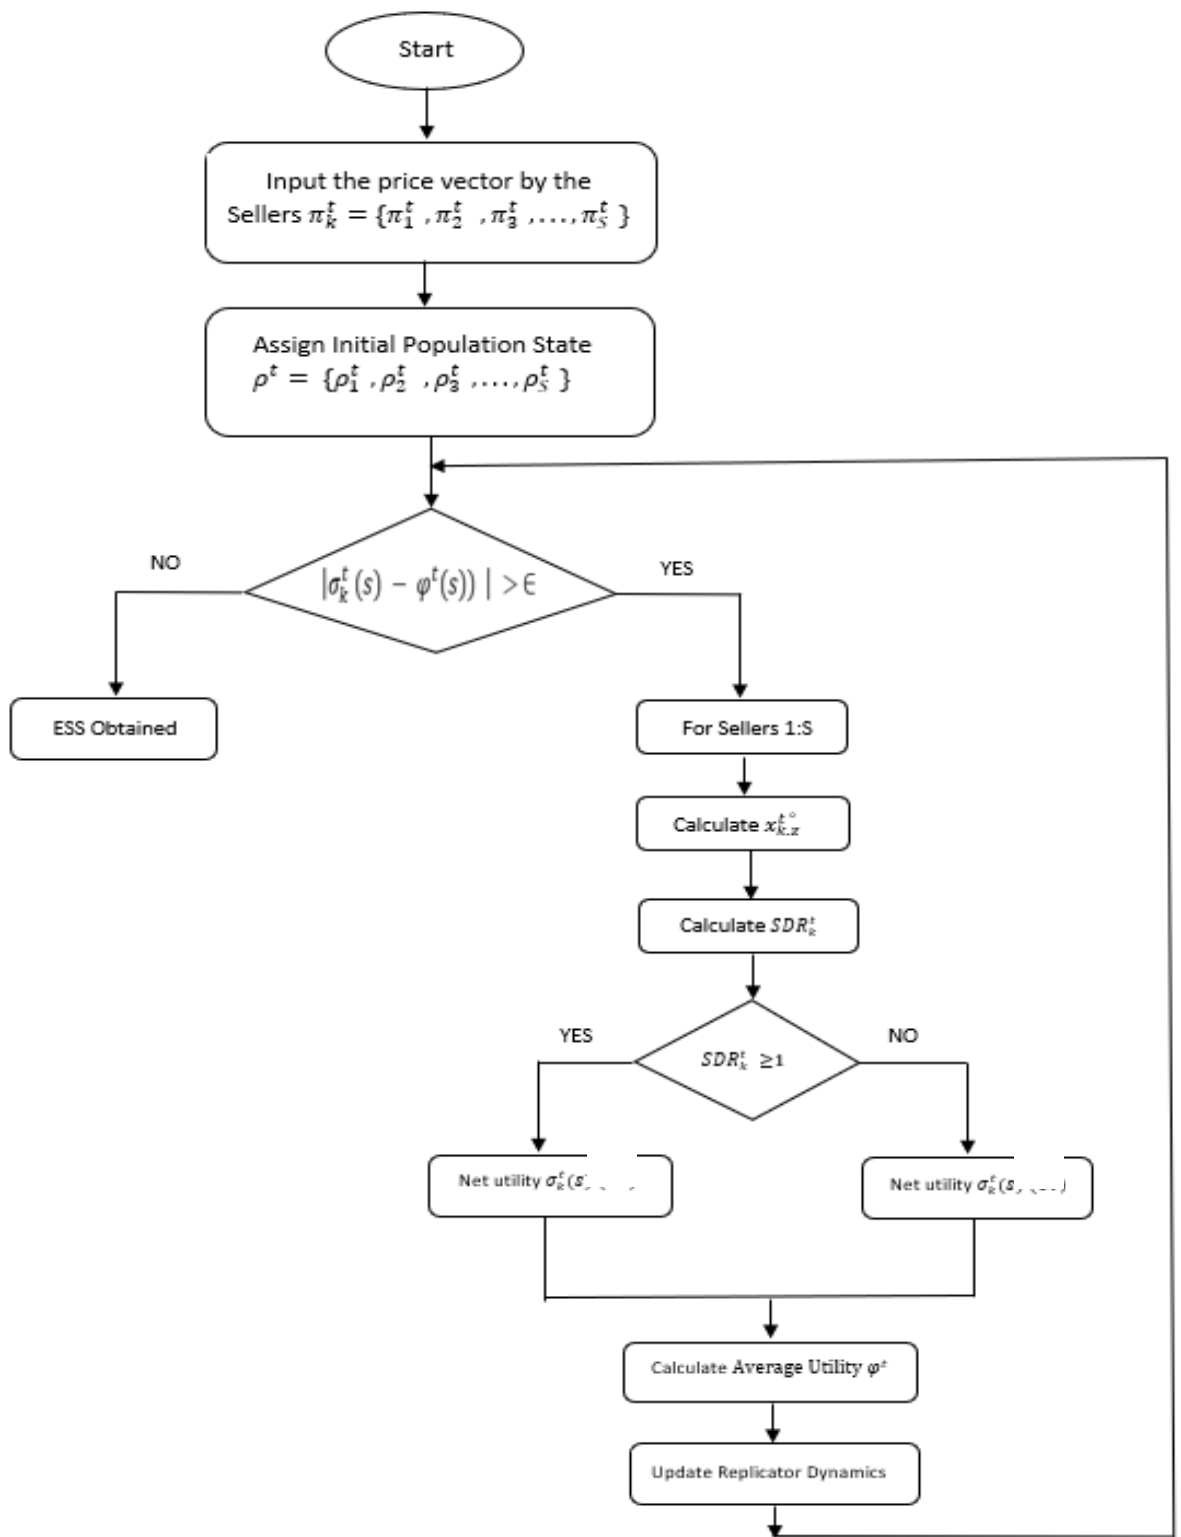 Start
Input the price vector by the
Sellers π_k^t = {π_1^t , π_2^t , π_3^t , ..., π_S^t }
Assign Initial Population State
ρ^t = {ρ_1^t , ρ_2^t , ρ_3^t , ..., ρ_S^t }
NO
|σ_k^t(s) − φ^t(s)) | > ∈
YES
ESS Obtained
For Sellers 1:S
Calculate x_{k,z}^{t°}
Calculate SDR_k^t
YES
SDR_k^t ≥1
NO
Net utility σ_k^t(s)
Net utility σ_k^t(s)
Calculate Average Utility φ^t
Update Replicator Dynamics